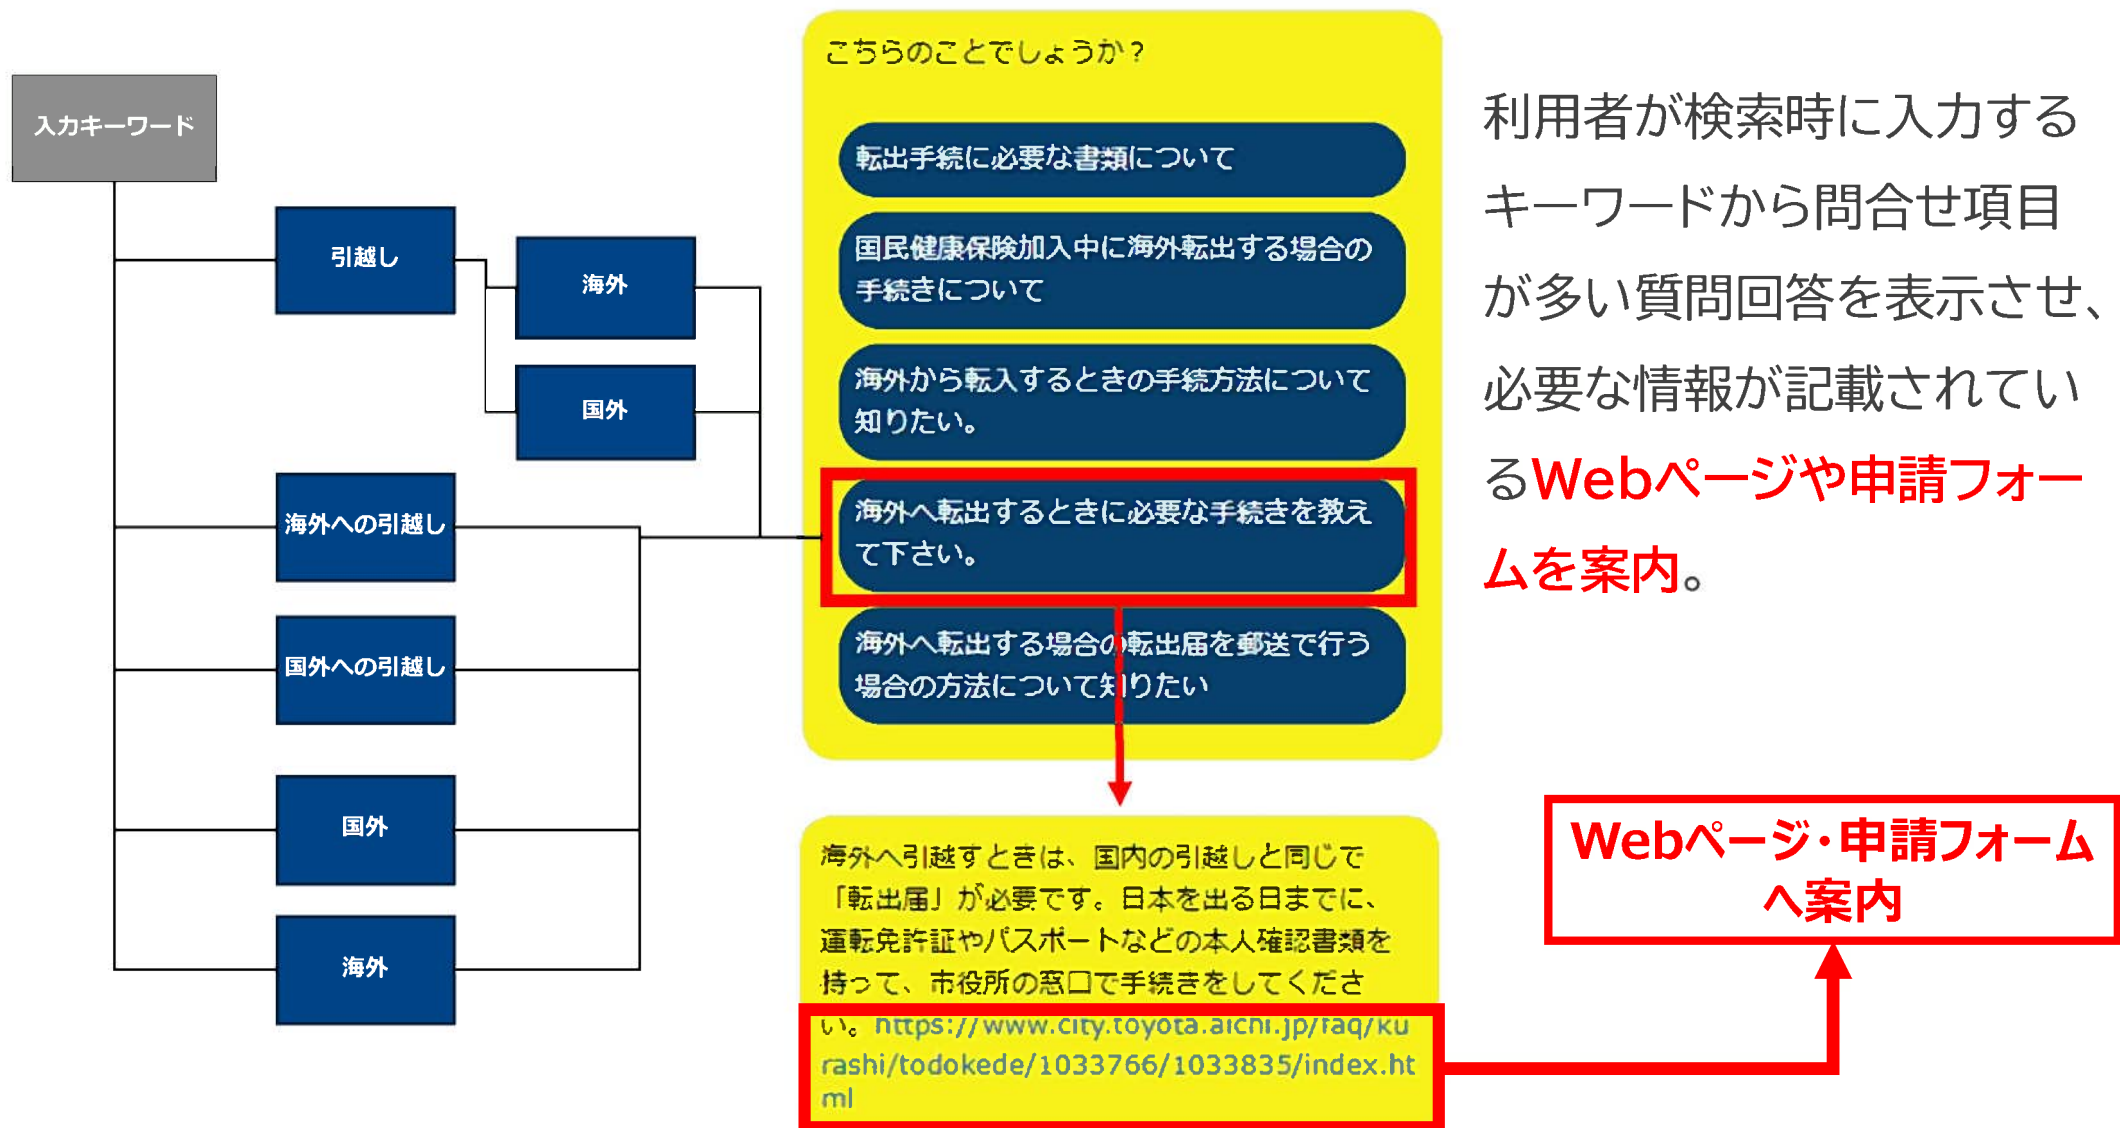 入力キーワード
引越し
海外
国外
海外への引越し
国外への引越し
国外
海外
こちらのことでしょうか?
転出手続に必要な書類について
国民健康保険加入中に海外転出する場合の
手続きについて
海外から転入するときの手続方法について
知りたい。
海外へ転出するときに必要な手続きを教え
て下さい。
海外へ転出する場合の転出届を郵送で行う
場合の方法について知りたい
海外へ引越すときは、国内の引越しと同じで
「転出届」が必要です。日本を出る日までに、
運転免許証やパスポートなどの本人確認書類を
持って、市役所の窓口で手続きをしてくださ
い。https://www.city.toyota.aichi.jp/faq/ku
rashi/todokede/1033766/1033835/index.ht
ml
利用者が検索時に入力する
キーワードから問合せ項目
が多い質問回答を表示させ、
必要な情報が記載されてい
るWebページや申請フォー
ムを案内。
Webページ・申請フォーム
へ案内